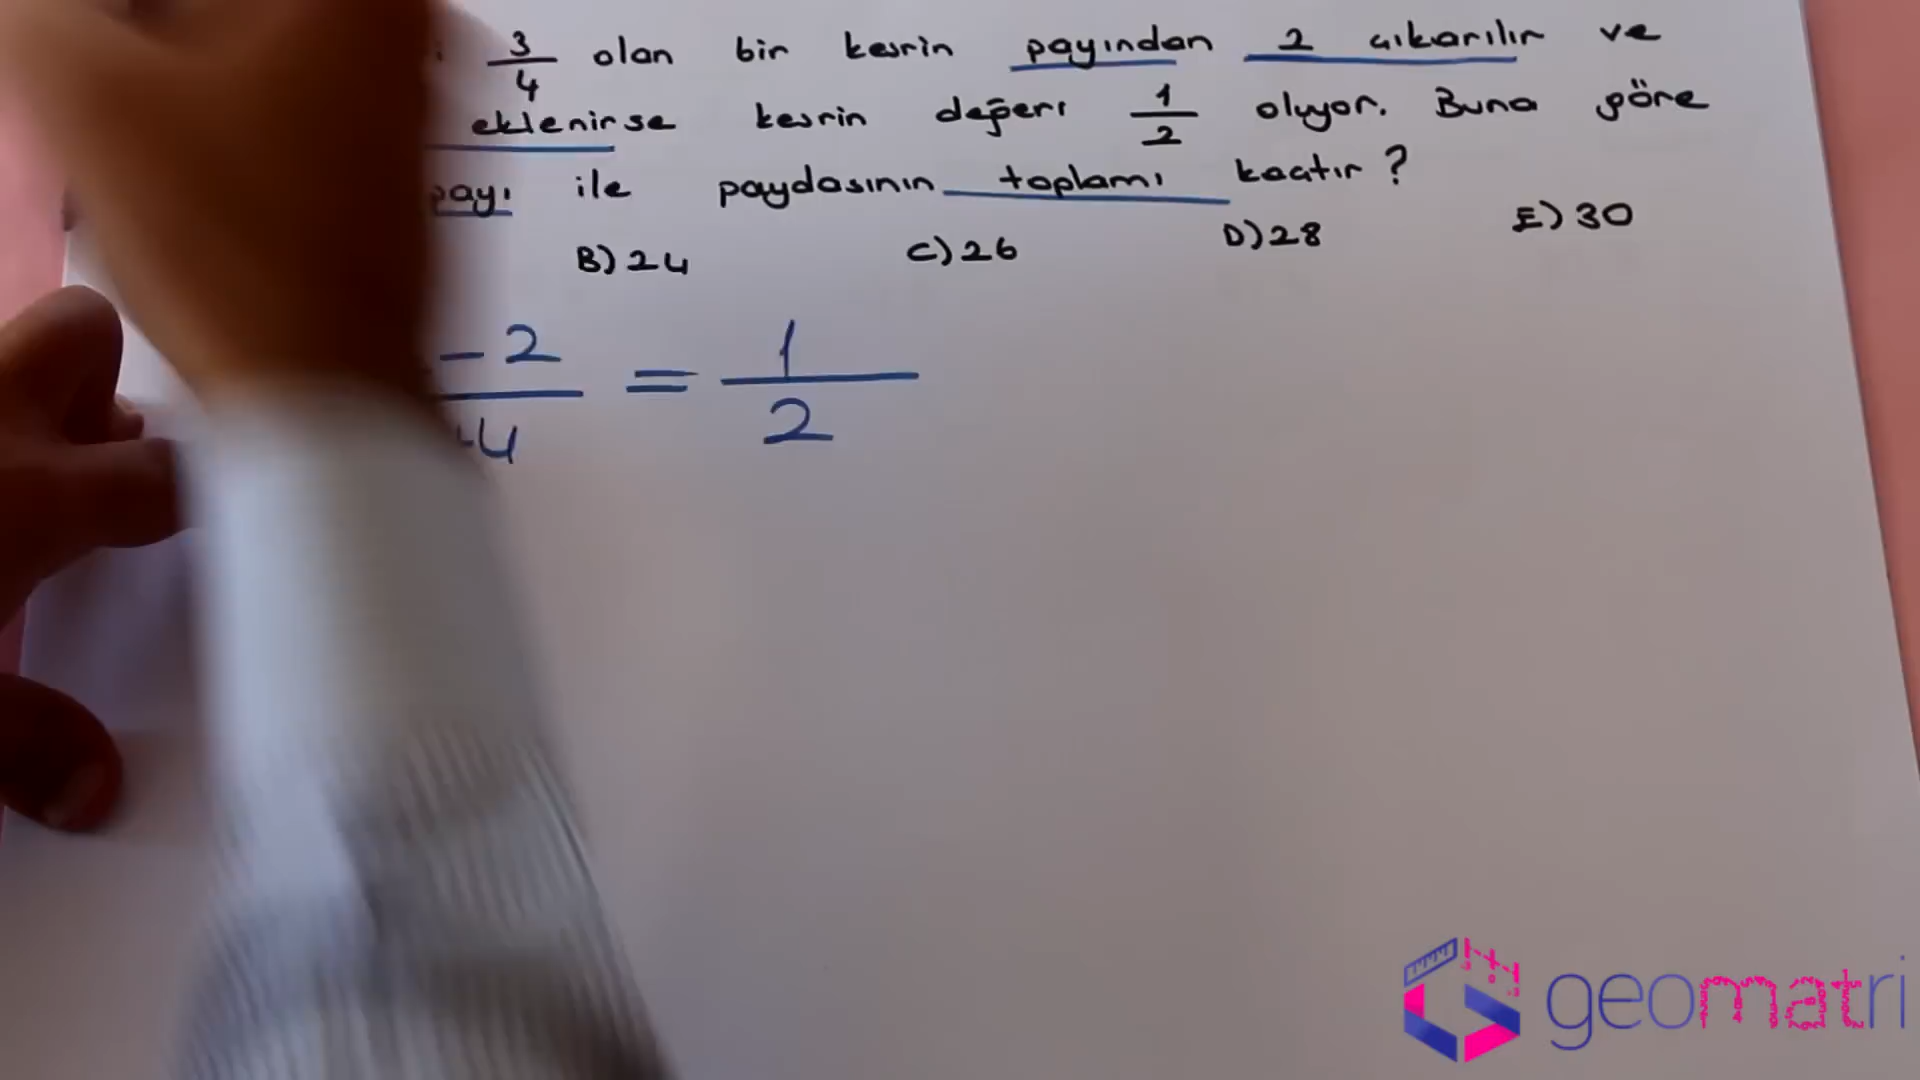 3/4 olan bir kesrin payından 2 çıkarılır ve
eklenirse kesrin değeri 1/2 oluyor. Buna göre
payı ile paydasının toplamı kaçtır ?
B) 24 C) 26 D) 28 E) 30
- 2 = 1
4 2
geomatri